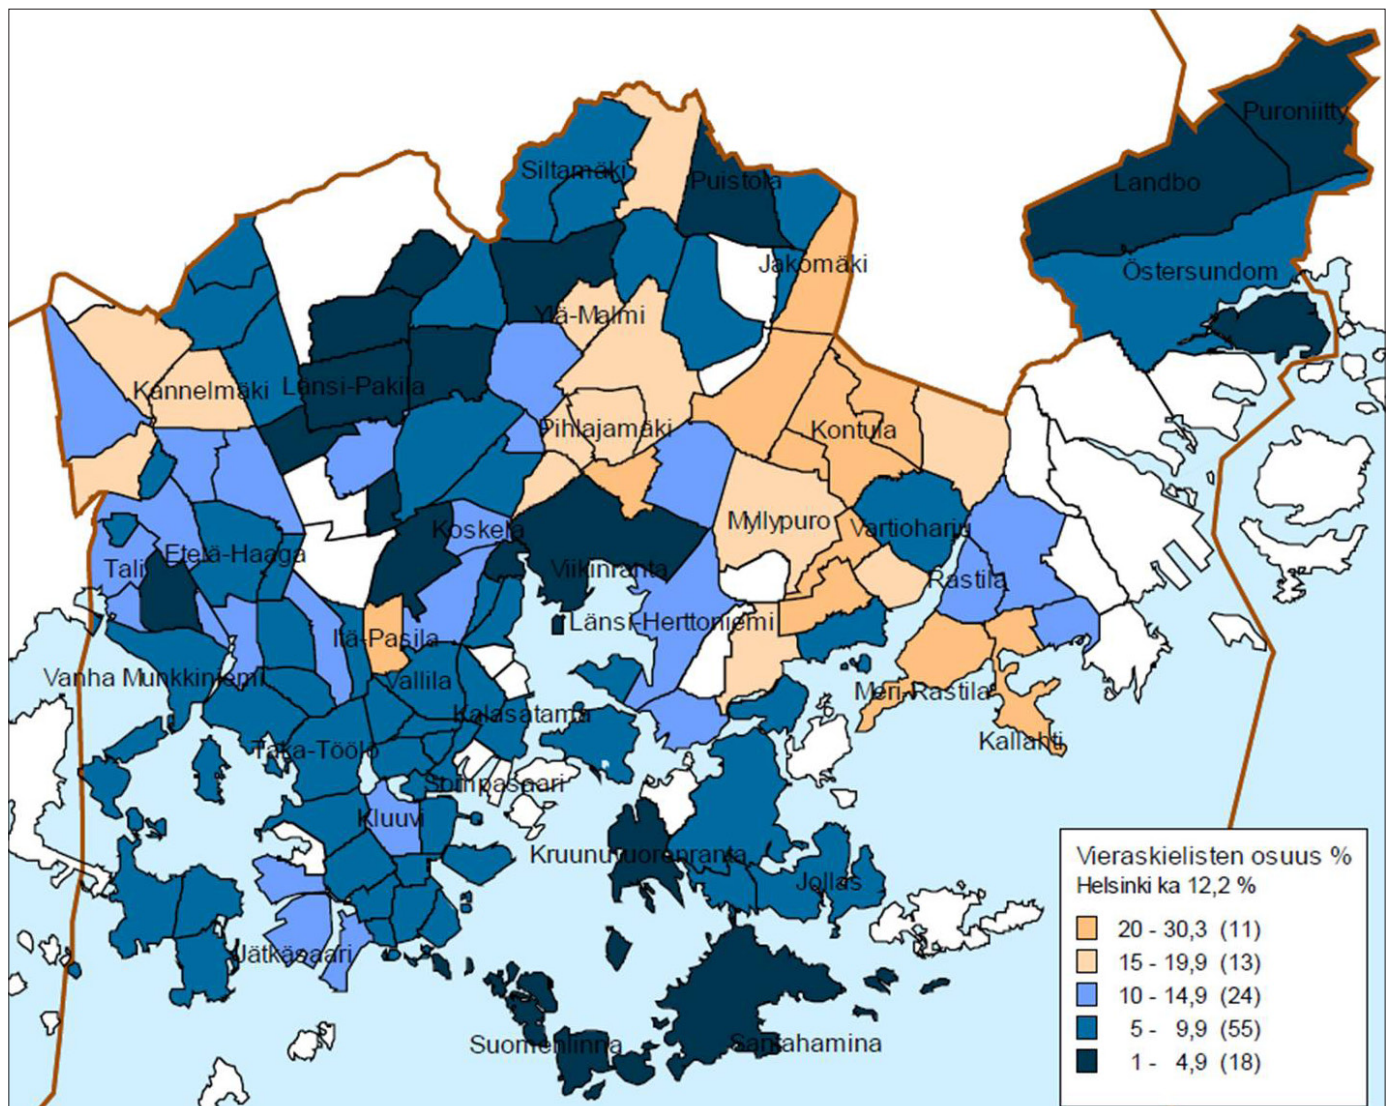 Puroniitty
Siltamäki
Puistola
Landbo
Jakomäki
Östersundom
Ylä-Malmi
Kannelmäki
Länsi-Pakila
Pihlajamäki
Kontula
Myllypuro
Vartioharju
Koskela
Etelä-Haaga
Tali
Viikinranta
Rastila
Länsi-Herttoniemi
Itä-Pasila
Vanha Munkkiniemi
Vallila
Meri-Rastila
Kalasatama
Kallahti
Taka-Töölö
Sompasaari
Kluuvi
Kruunuvuorenranta
Jollas
Jätkäsaari
Suomenlinna
Santahamina
Vieraskielisten osuus %
Helsinki ka 12,2 %
20 - 30,3 (11)
15 - 19,9 (13)
10 - 14,9 (24)
5 - 9,9 (55)
1 - 4,9 (18)